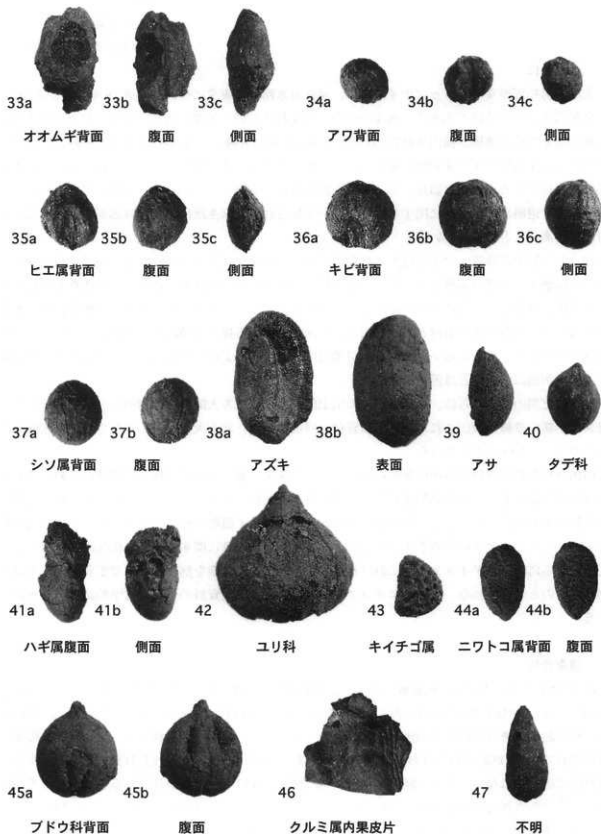 33a 33b 33c 34a 34b 34c
オオムギ背面 腹面 側面 アワ背面 腹面 側面
35a 35b 35c 36a 36b 36c
ヒエ属背面 腹面 側面 キビ背面 腹面 側面
37a 37b 38a 38b 39 40
シソ属背面 腹面 アズキ 表面 アサ タデ科
41a 41b 42 43 44a 44b
ハギ属腹面 側面 ユリ科 キイチゴ属 ニワトコ属背面 腹面
45a 45b 46 47
ブドウ科背面 腹面 クルミ属内果皮片 不明